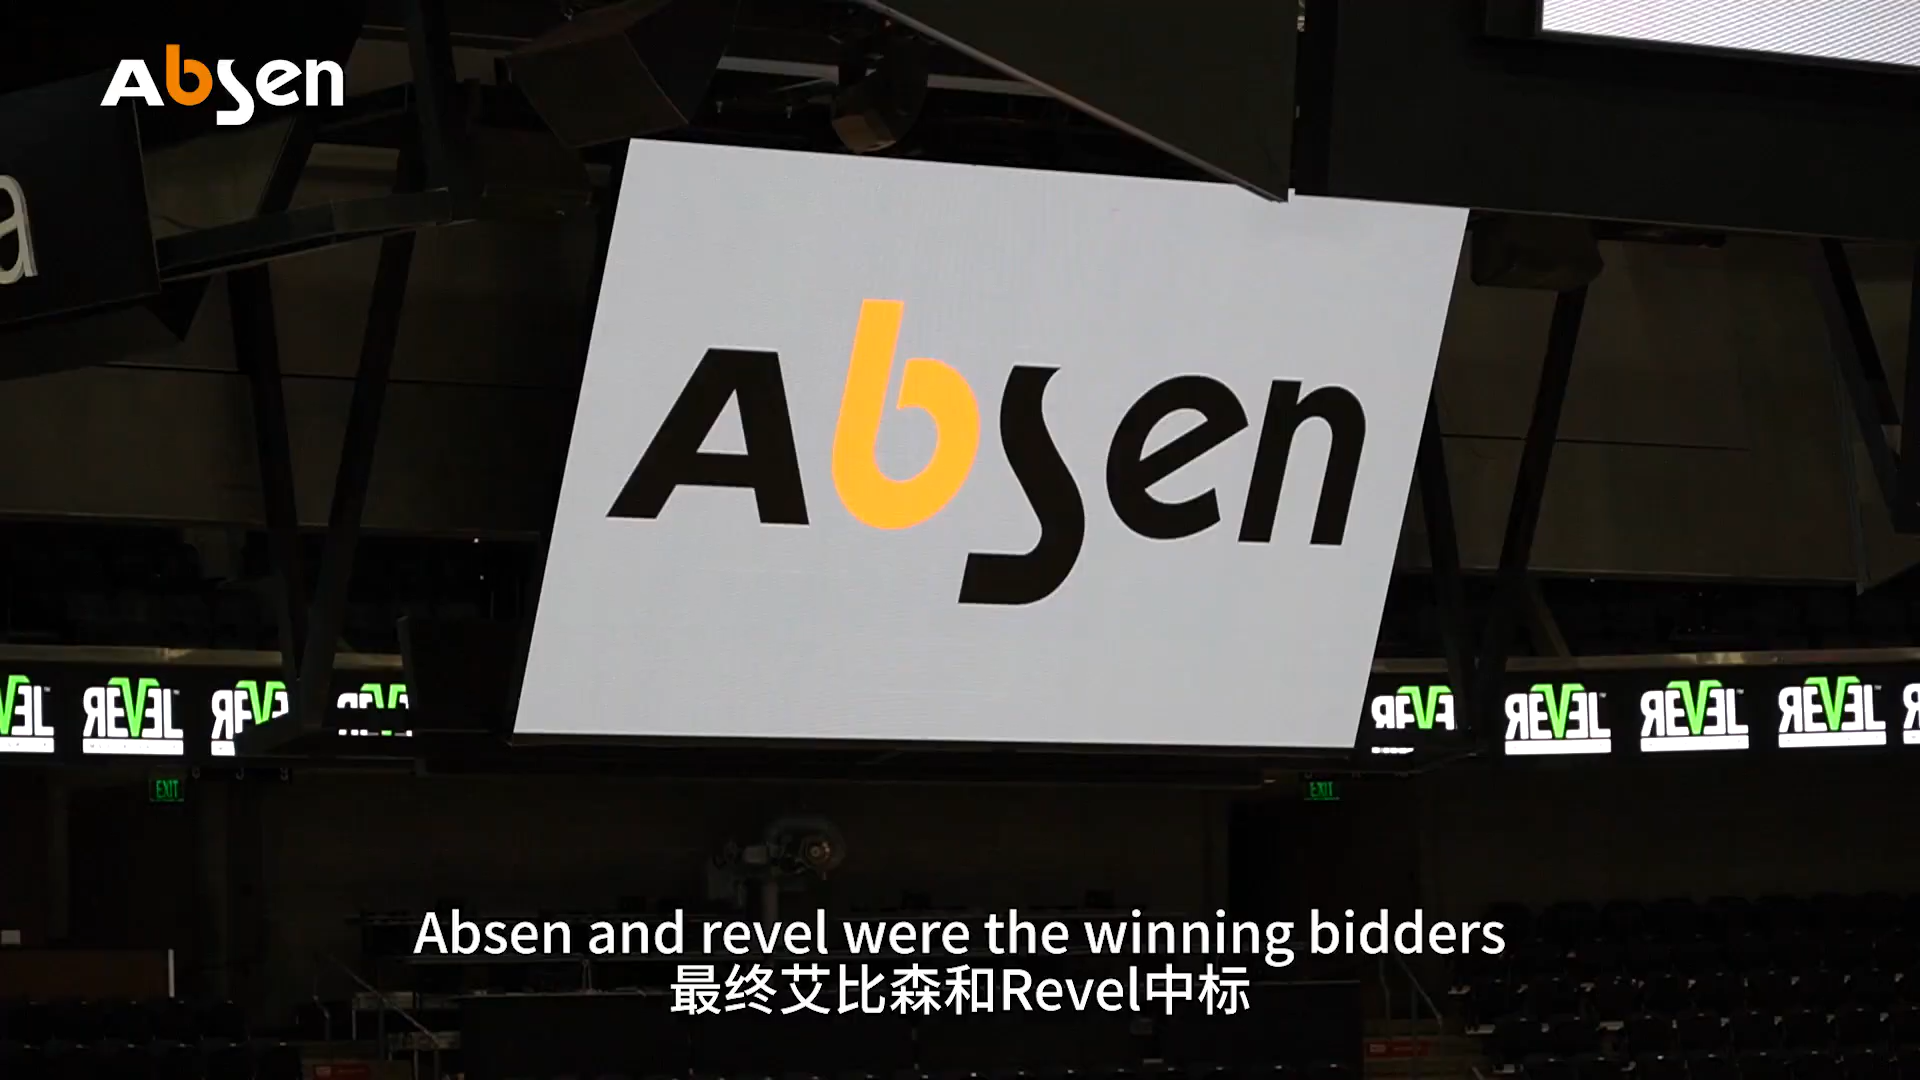 Absen
a
Absen
REVEL
REVEL
REVEL
REVEL
REVEL
REVEL
EXIT
EXIT
Absen and revel were the winning bidders
最终艾比森和Revel中标